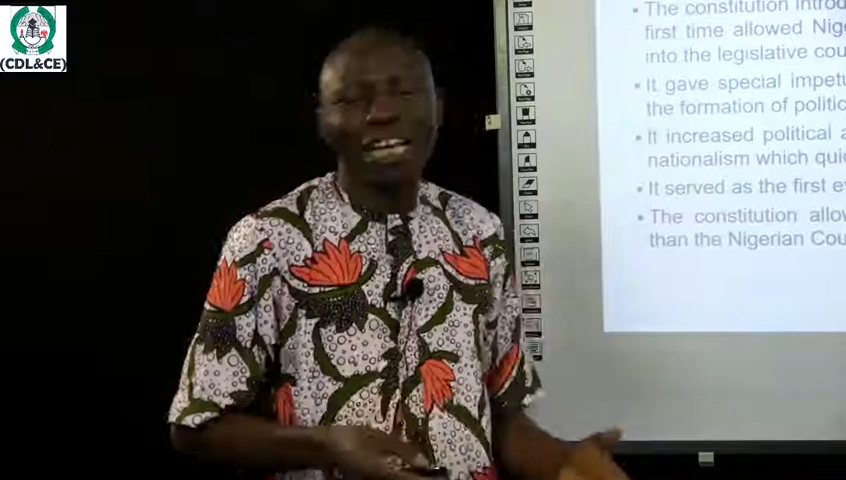 (CDL&CE)
▪ The constitution introd
first time allowed Nige
into the legislative cou
▪ It gave special impetu
the formation of politic
▪ It increased political a
nationalism which quic
▪ It served as the first e
▪ The constitution allow
than the Nigerian Cou